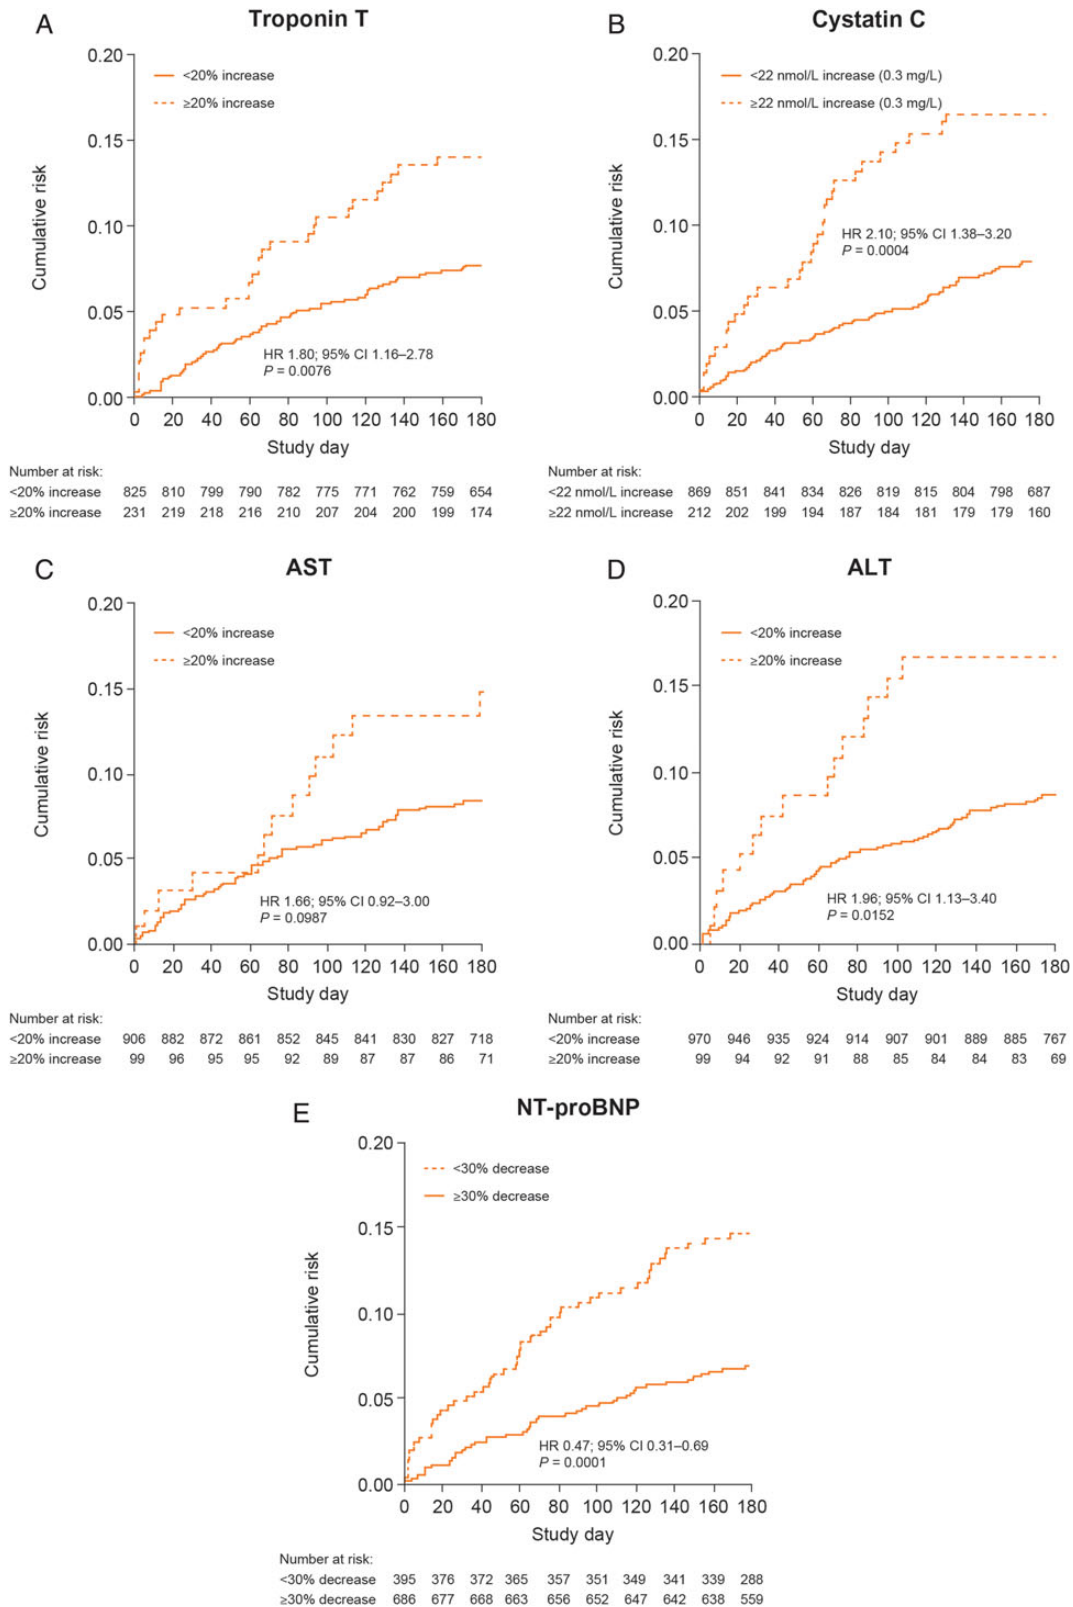 A
Troponin T
0.20
0.15
0.10
0.05
0.00
Cumulative risk
<20% increase
≥20% increase
HR 1.80; 95% CI 1.16–2.78
P = 0.0076
0 20 40 60 80 100 120 140 160 180
Study day
Number at risk:
<20% increase 825 810 799 790 782 775 771 762 759 654
≥20% increase 231 219 218 216 210 207 204 200 199 174
B
Cystatin C
0.20
0.15
0.10
0.05
0.00
Cumulative risk
<22 nmol/L increase (0.3 mg/L)
≥22 nmol/L increase (0.3 mg/L)
HR 2.10; 95% CI 1.38–3.20
P = 0.0004
0 20 40 60 80 100 120 140 160 180
Study day
Number at risk:
<22 nmol/L increase 869 851 841 834 826 819 815 804 798 687
≥22 nmol/L increase 212 202 199 194 187 184 181 179 179 160
C
AST
0.20
0.15
0.10
0.05
0.00
Cumulative risk
<20% increase
≥20% increase
HR 1.66; 95% CI 0.92–3.00
P = 0.0987
0 20 40 60 80 100 120 140 160 180
Study day
Number at risk:
<20% increase 906 882 872 861 852 845 841 830 827 718
≥20% increase 99 96 95 95 92 89 87 87 86 71
D
ALT
0.20
0.15
0.10
0.05
0.00
Cumulative risk
<20% increase
≥20% increase
HR 1.96; 95% CI 1.13–3.40
P = 0.0152
0 20 40 60 80 100 120 140 160 180
Study day
Number at risk:
<20% increase 970 946 935 924 914 907 901 889 885 767
≥20% increase 99 94 92 91 88 85 84 84 83 69
E
NT-proBNP
0.20
0.15
0.10
0.05
0.00
Cumulative risk
<30% decrease
≥30% decrease
HR 0.47; 95% CI 0.31–0.69
P = 0.0001
0 20 40 60 80 100 120 140 160 180
Study day
Number at risk:
<30% decrease 395 376 372 365 357 351 349 341 339 288
≥30% decrease 686 677 668 663 656 652 647 642 638 559